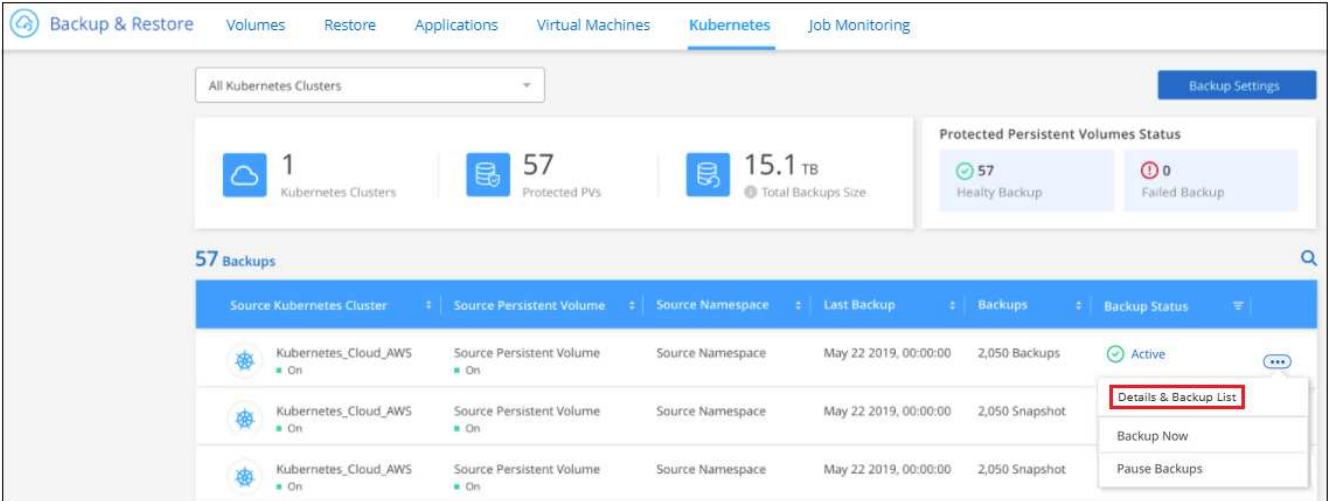 Backup & Restore Volumes Restore Applications Virtual Machines Kubernetes Job Monitoring
All Kubernetes Clusters
Backup Settings
1
Kubernetes Clusters
57
Protected PVs
15.1 TB
Total Backups Size
Protected Persistent Volumes Status
57
Healty Backup
0
Failed Backup
57 Backups
Source Kubernetes Cluster Source Persistent Volume Source Namespace Last Backup Backups Backup Status
Kubernetes_Cloud_AWS Source Persistent Volume Source Namespace May 22 2019, 00:00:00 2,050 Backups Active
On On
Details & Backup List
Kubernetes_Cloud_AWS Source Persistent Volume Source Namespace May 22 2019, 00:00:00 2,050 Snapshot
On On
Backup Now
Kubernetes_Cloud_AWS Source Persistent Volume Source Namespace May 22 2019, 00:00:00 2,050 Snapshot Pause Backups
On On